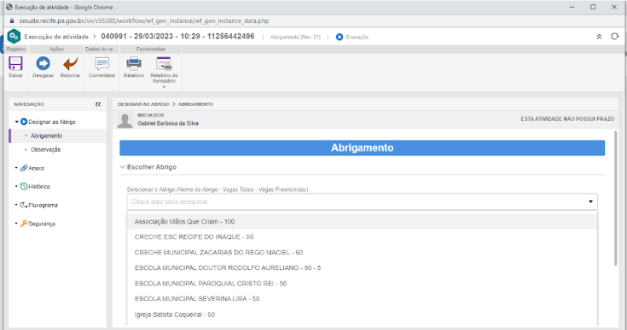 Execução de atividade - Google Chrome
sesuite.recife.pe.gov.br/se/v55380/workflow/wf_gen_instance/wf_gen_instance_data.php
Execução de atividade > 040991 - 29/03/2023 - 10:29 - 11256442496 | Abrigamento (Rev. 21) | Execução
Registro Ações Dados do re... Ferramentas
Salvar Designar Retornar Comentário Relatório Relatório de formulário
NAVEGAÇÃO
Designar ao Abrigo
Abrigamento
Observação
Anexo
Histórico
Fluxograma
Segurança
DESIGNAR AO ABRIGO > ABRIGAMENTO
INICIADOR
Gabriel Barbosa da Silva
ESTA ATIVIDADE NÃO POSSUI PRAZO
Abrigamento
Escolher Abrigo
Selecionar o Abrigo (Nome do Abrigo - Vagas Totais - Vagas Preenchidas)
Clique aqui para pesquisar
Associação Mãos Que Criam - 100
CRECHE ESC RECIFE DO IRAQUE - 50
CRECHE MUNICIPAL ZACARIAS DO REGO MACIEL - 60
ESCOLA MUNICIPAL DOUTOR RODOLFO AURELIANO - 90 - 5
ESCOLA MUNICIPAL PAROQUIAL CRISTO REI - 50
ESCOLA MUNICIPAL SEVERINA LIRA - 50
Igreja Batista Coqueiral - 50